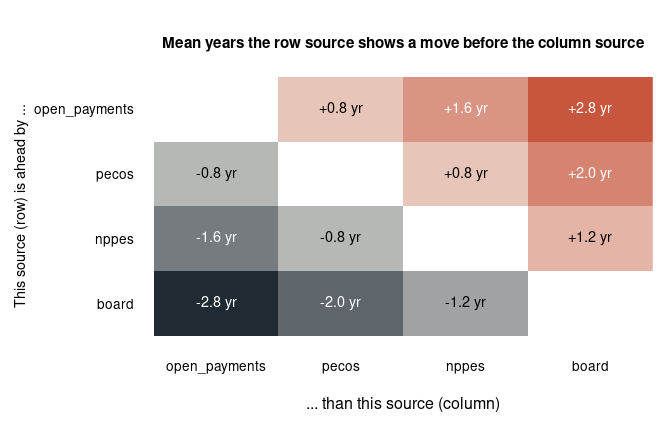 Mean years the row source shows a move before the column source
This source (row) is ahead by ...
open_payments +0.8 yr +1.6 yr +2.8 yr
pecos -0.8 yr +0.8 yr +2.0 yr
nppes -1.6 yr -0.8 yr +1.2 yr
board -2.8 yr -2.0 yr -1.2 yr
open_payments pecos nppes board
... than this source (column)